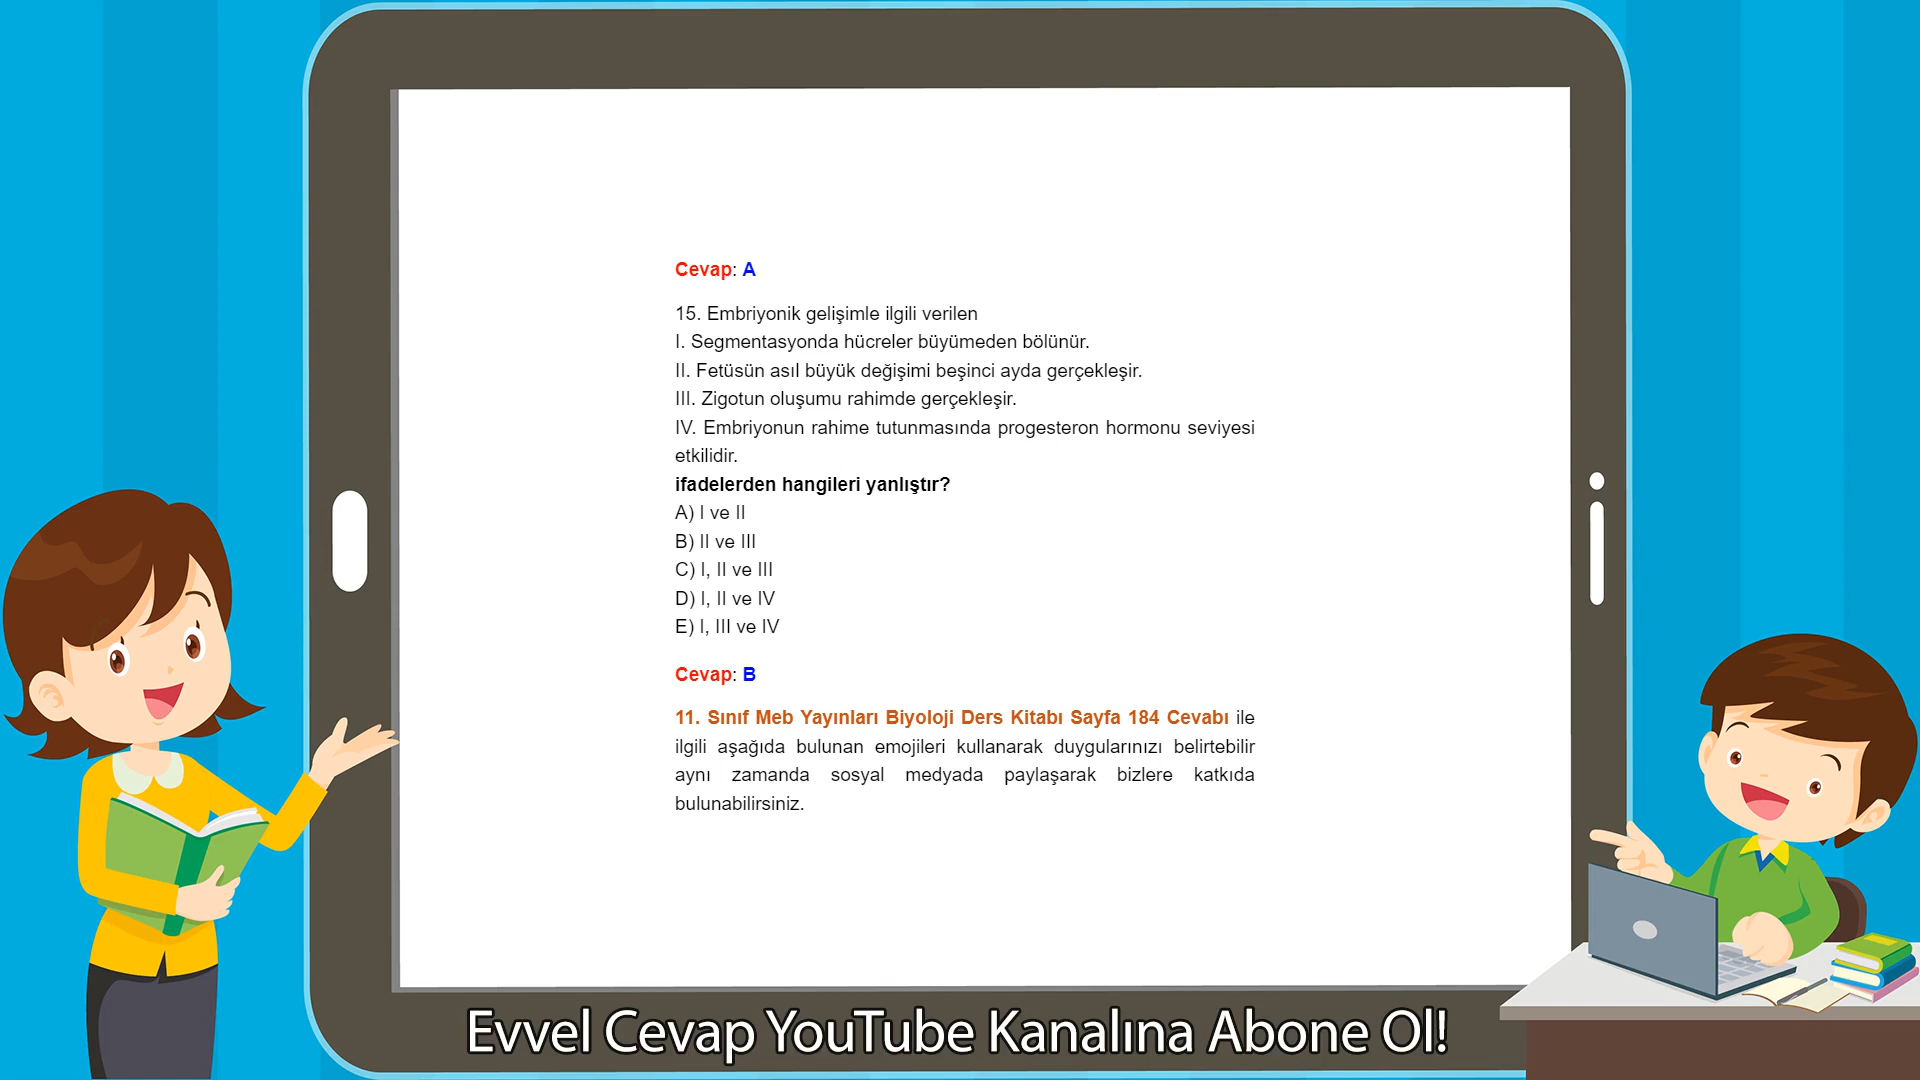 Cevap: A
15. Embriyonik gelişimle ilgili verilen
I. Segmentasyonda hücreler büyümeden bölünür.
II. Fetüsün asıl büyük değişimi beşinci ayda gerçekleşir.
III. Zigotun oluşumu rahimde gerçekleşir.
IV. Embriyonun rahime tutunmasında progesteron hormonu seviyesi
etkilidir.
ifadelerden hangileri yanlıştır?
A) I ve II
B) II ve III
C) I, II ve III
D) I, II ve IV
E) I, III ve IV
Cevap: B
11. Sınıf Meb Yayınları Biyoloji Ders Kitabı Sayfa 184 Cevabı ile
ilgili aşağıda bulunan emojileri kullanarak duygularınızı belirtebilir
aynı zamanda sosyal medyada paylaşarak bizlere katkıda
bulunabilirsiniz.
Evvel Cevap YouTube Kanalına Abone Ol!